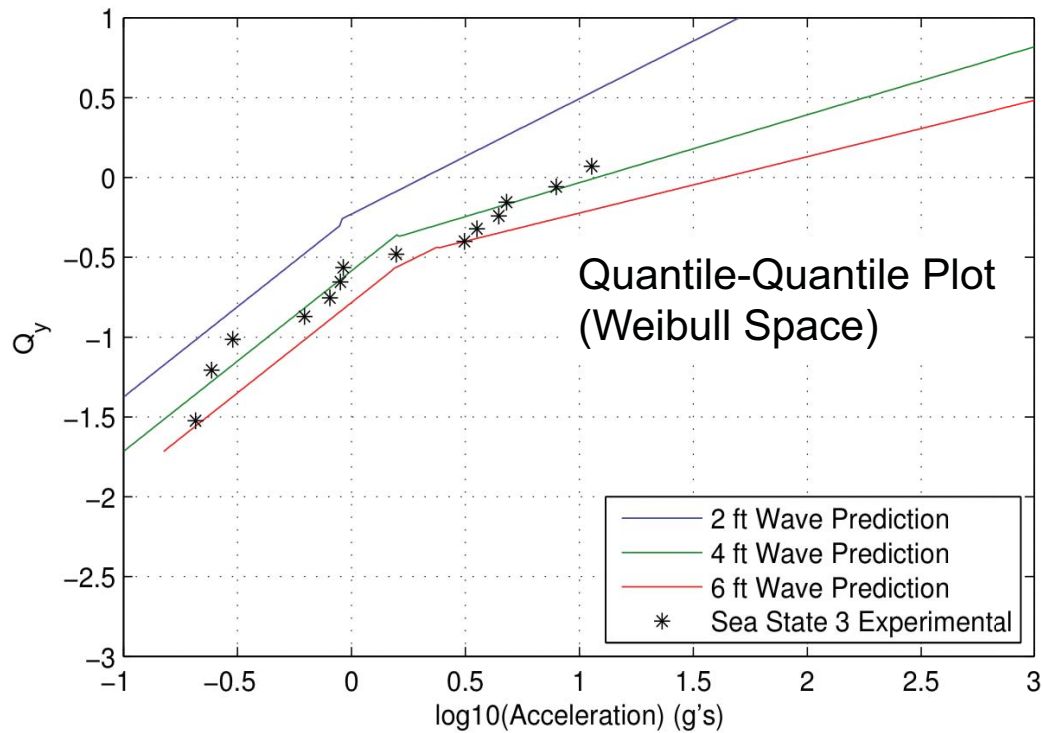 1
0.5
0
−0.5
−1
−1.5
−2
−2.5
−3
Q_y
−1
−0.5
0
0.5
1
1.5
2
2.5
3
log10(Acceleration) (g's)
Quantile-Quantile Plot
(Weibull Space)
2 ft Wave Prediction
4 ft Wave Prediction
6 ft Wave Prediction
Sea State 3 Experimental